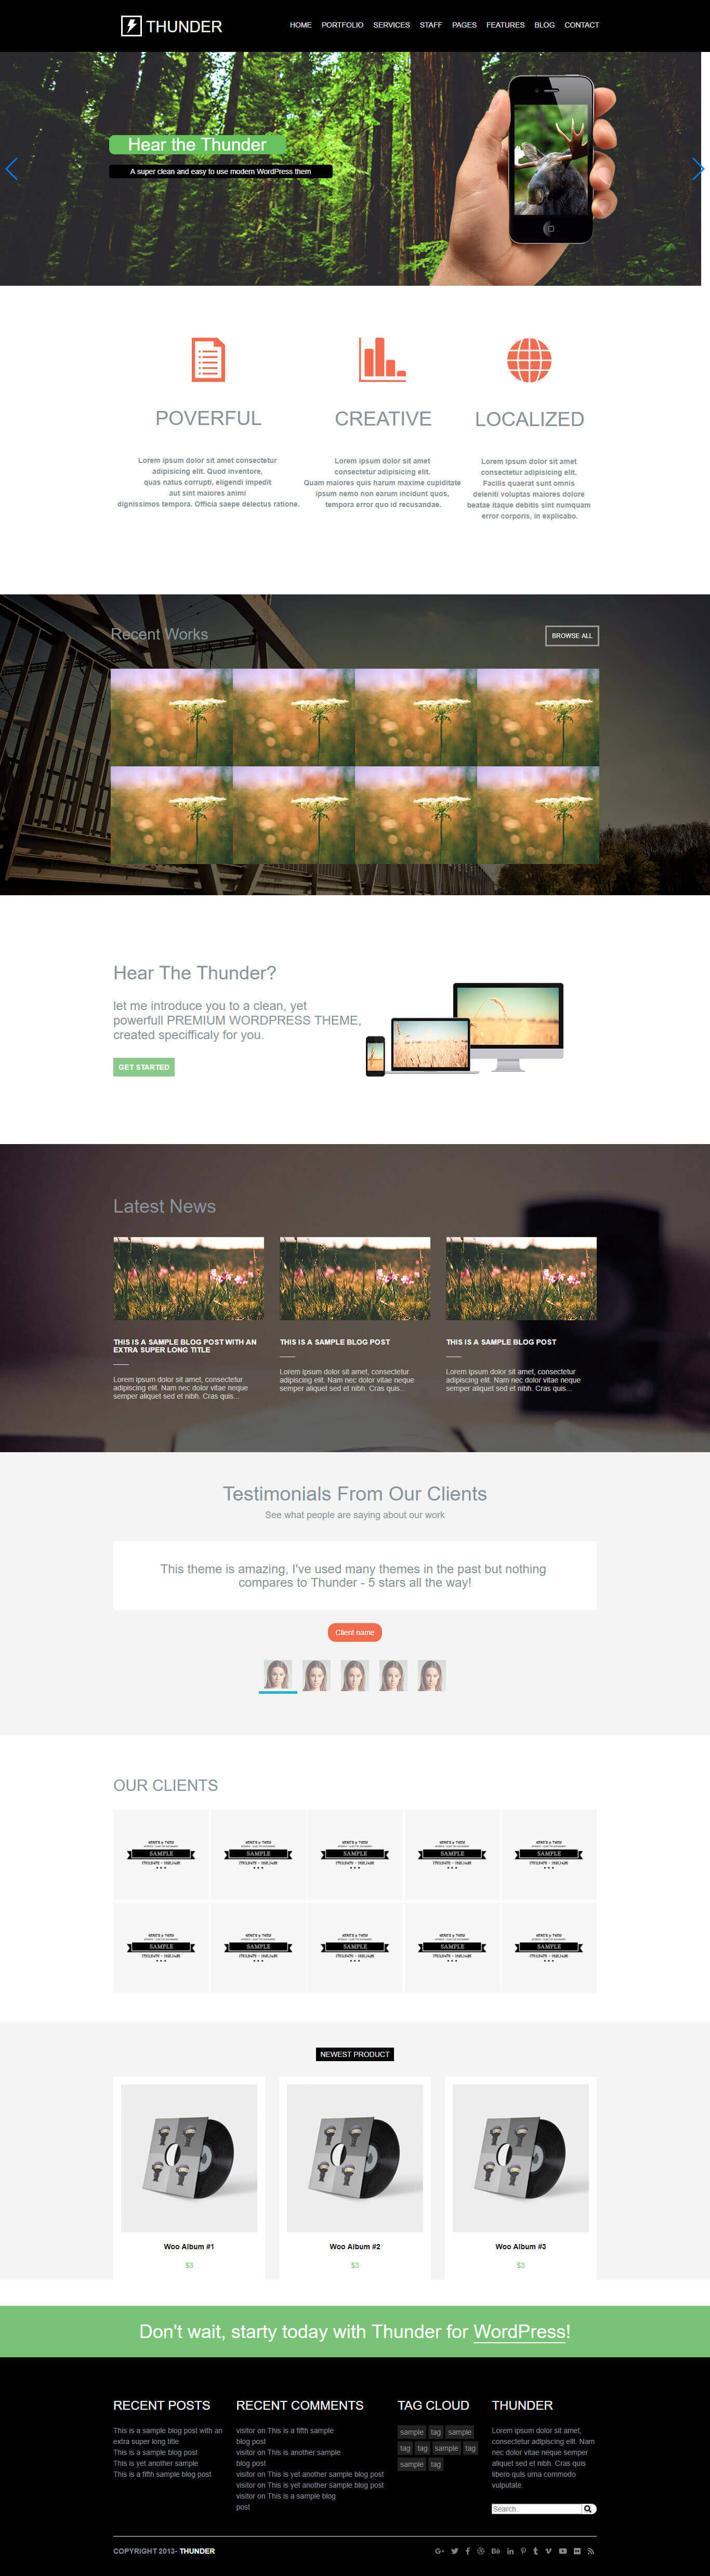 THUNDER
HOME PORTFOLIO SERVICES STAFF PAGES FEATURES BLOG CONTACT
Hear the Thunder
A super clean and easy to use modern WordPress them
POVERFUL
Lorem ipsum dolor sit amet consectetur
adipisicing elit. Quod inventore,
quas natus corrupti, eligendi impedit
aut sint maiores animi
dignissimos tempora. Officia saepe delectus ratione.
CREATIVE
Lorem ipsum dolor sit amet
consectetur adipisicing elit.
Quam maiores quis harum maxime cupiditate
ipsum nemo non earum incidunt quos,
tempora error quo id recusandae.
LOCALIZED
Lorem ipsum dolor sit amet
consectetur adipisicing elit.
Facilis quaerat sunt omnis
deleniti voluptas maiores dolore
beatae itaque debitis sint numquam
error corporis, in explicabo.
Recent Works
BROWSE ALL
Hear The Thunder?
let me introduce you to a clean, yet
powerfull PREMIUM WORDPRESS THEME,
created specifficaly for you.
GET STARTED
Latest News
THIS IS A SAMPLE BLOG POST WITH AN
EXTRA SUPER LONG TITLE
Lorem ipsum dolor sit amet, consectetur
adipiscing elit. Nam nec dolor vitae neque
semper aliquet sed et nibh. Cras quis...
THIS IS A SAMPLE BLOG POST
Lorem ipsum dolor sit amet, consectetur
adipiscing elit. Nam nec dolor vitae neque
semper aliquet sed et nibh. Cras quis...
THIS IS A SAMPLE BLOG POST
Lorem ipsum dolor sit amet, consectetur
adipiscing elit. Nam nec dolor vitae neque
semper aliquet sed et nibh. Cras quis...
Testimonials From Our Clients
See what people are saying about our work
This theme is amazing, I've used many themes in the past but nothing
compares to Thunder - 5 stars all the way!
Client name
OUR CLIENTS
SAMPLE
SAMPLE
SAMPLE
SAMPLE
SAMPLE
SAMPLE
SAMPLE
SAMPLE
SAMPLE
SAMPLE
NEWEST PRODUCT
Woo Album #1
$3
Woo Album #2
$3
Woo Album #3
$3
Don't wait, starty today with Thunder for WordPress!
RECENT POSTS
This is a sample blog post with an
extra super long title
This is a sample blog post
This is yet another sample
This is a fifth sample blog post
RECENT COMMENTS
visitor on This is a fifth sample
blog post
visitor on This is another sample
blog post
visitor on This is yet another sample blog post
visitor on This is yet another sample blog post
visitor on This is a sample blog
post
TAG CLOUD
sample tag sample
tag tag sample tag
sample tag
THUNDER
Lorem ipsum dolor sit amet,
consectetur adipiscing elit. Nam
nec dolor vitae neque semper
aliquet sed et nibh. Cras quis
libero quis urna commodo
vulputate.
Search..
COPYRIGHT 2013- THUNDER